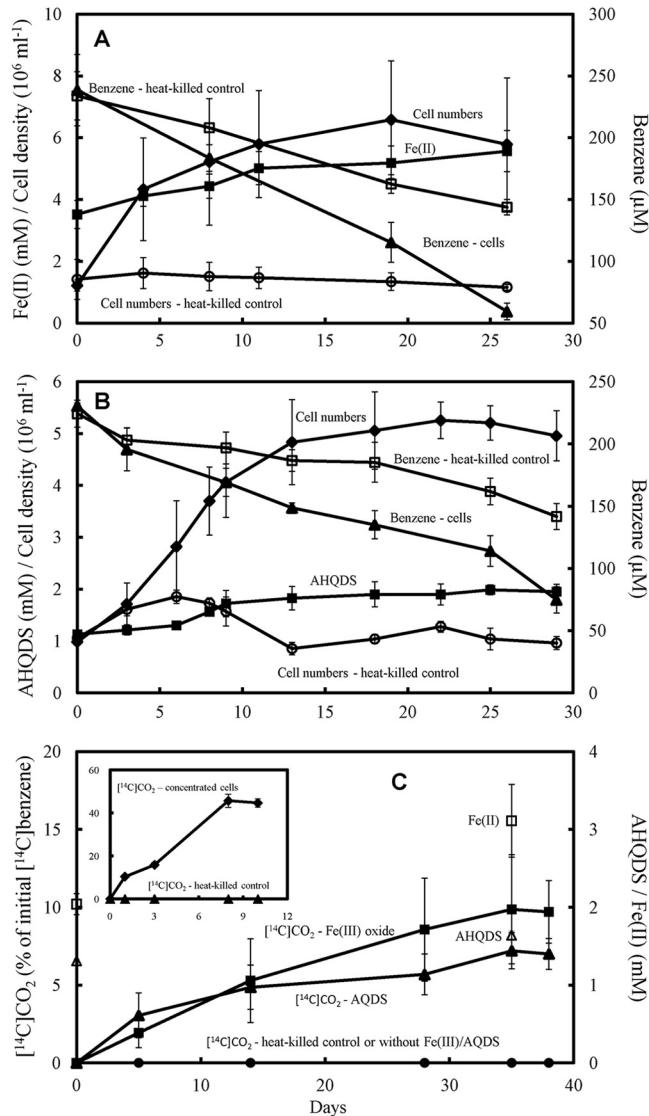 A
Fe(II) (mM) / Cell density (10⁶ ml⁻¹)
Benzene (µM)
10
8
6
4
2
0
300
250
200
150
100
50
0 5 10 15 20 25 30
Benzene - heat-killed control
Cell numbers
Fe(II)
Benzene - cells
Cell numbers - heat-killed control
B
AHQDS (mM) / Cell density (10⁶ ml⁻¹)
Benzene (µM)
6
5
4
3
2
1
0
250
200
150
100
50
0
0 5 10 15 20 25 30
Cell numbers
Benzene - heat-killed control
Benzene - cells
AHQDS
Cell numbers - heat-killed control
C
[¹⁴C]CO2 (% of initial [¹⁴C]benzene)
AHQDS / Fe(II) (mM)
20
15
10
5
0
4
3
2
1
0
60
40
20
0
0 3 6 9 12
[¹⁴C]CO2 – concentrated cells
[¹⁴C]CO2 - heat-killed control
Fe(II)
[¹⁴C]CO2 - Fe(III) oxide
AHQDS
[¹⁴C]CO2 - AQDS
[¹⁴C]CO2 - heat-killed control or without Fe(III)/AQDS
0 10 20 30 40
Days